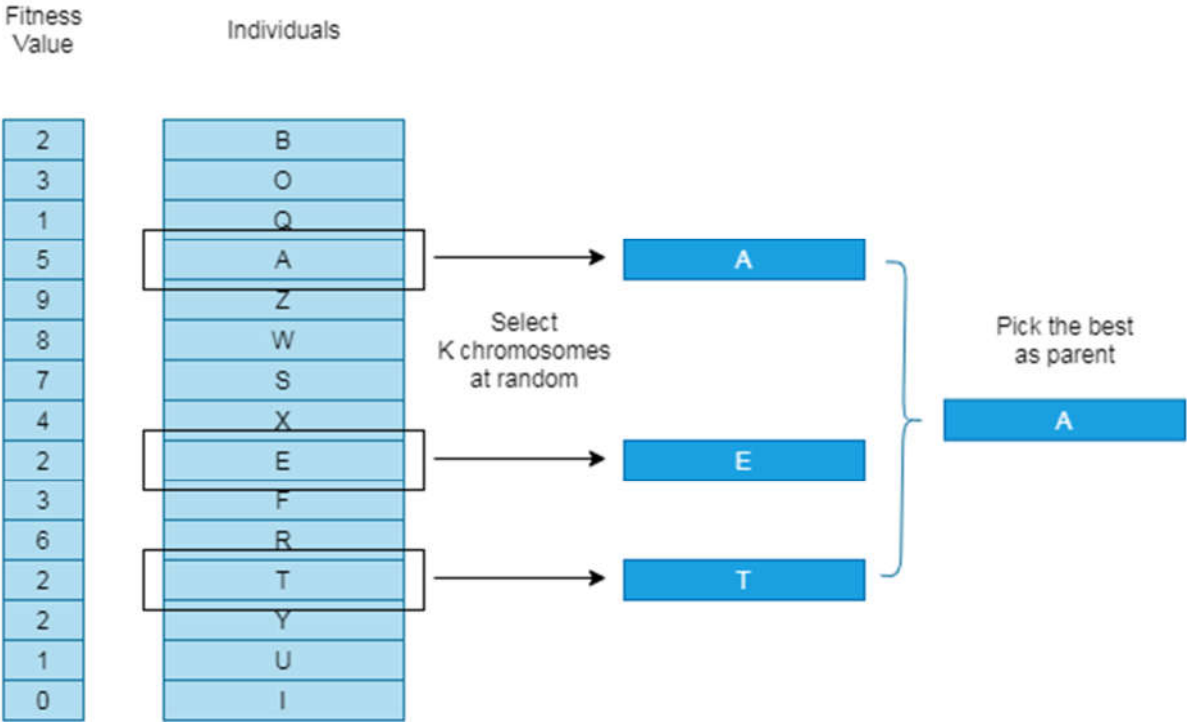 Fitness
Value
Individuals
2 B
3 O
1 Q
5 A
9 Z
8 W
7 S
4 X
2 E
3 F
6 R
2 T
2 Y
1 U
0 I
Select
K chromosomes
at random
A
E
T
Pick the best
as parent
A